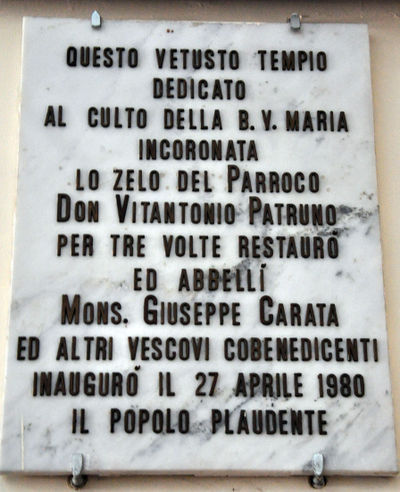 QUESTO VETUSTO TEMPIO
DEDICATO
AL CULTO DELLA B.V. MARIA
INCORONATA
LO ZELO DEL PARROCO
DON VITANTONIO PATRUNO
PER TRE VOLTE RESTAURÒ
ED ABBELLÍ
MONS. GIUSEPPE CARATA
ED ALTRI VESCOVI COBENEDICENTI
INAUGURÒ IL 27 APRILE 1980
IL POPOLO PLAUDENTE